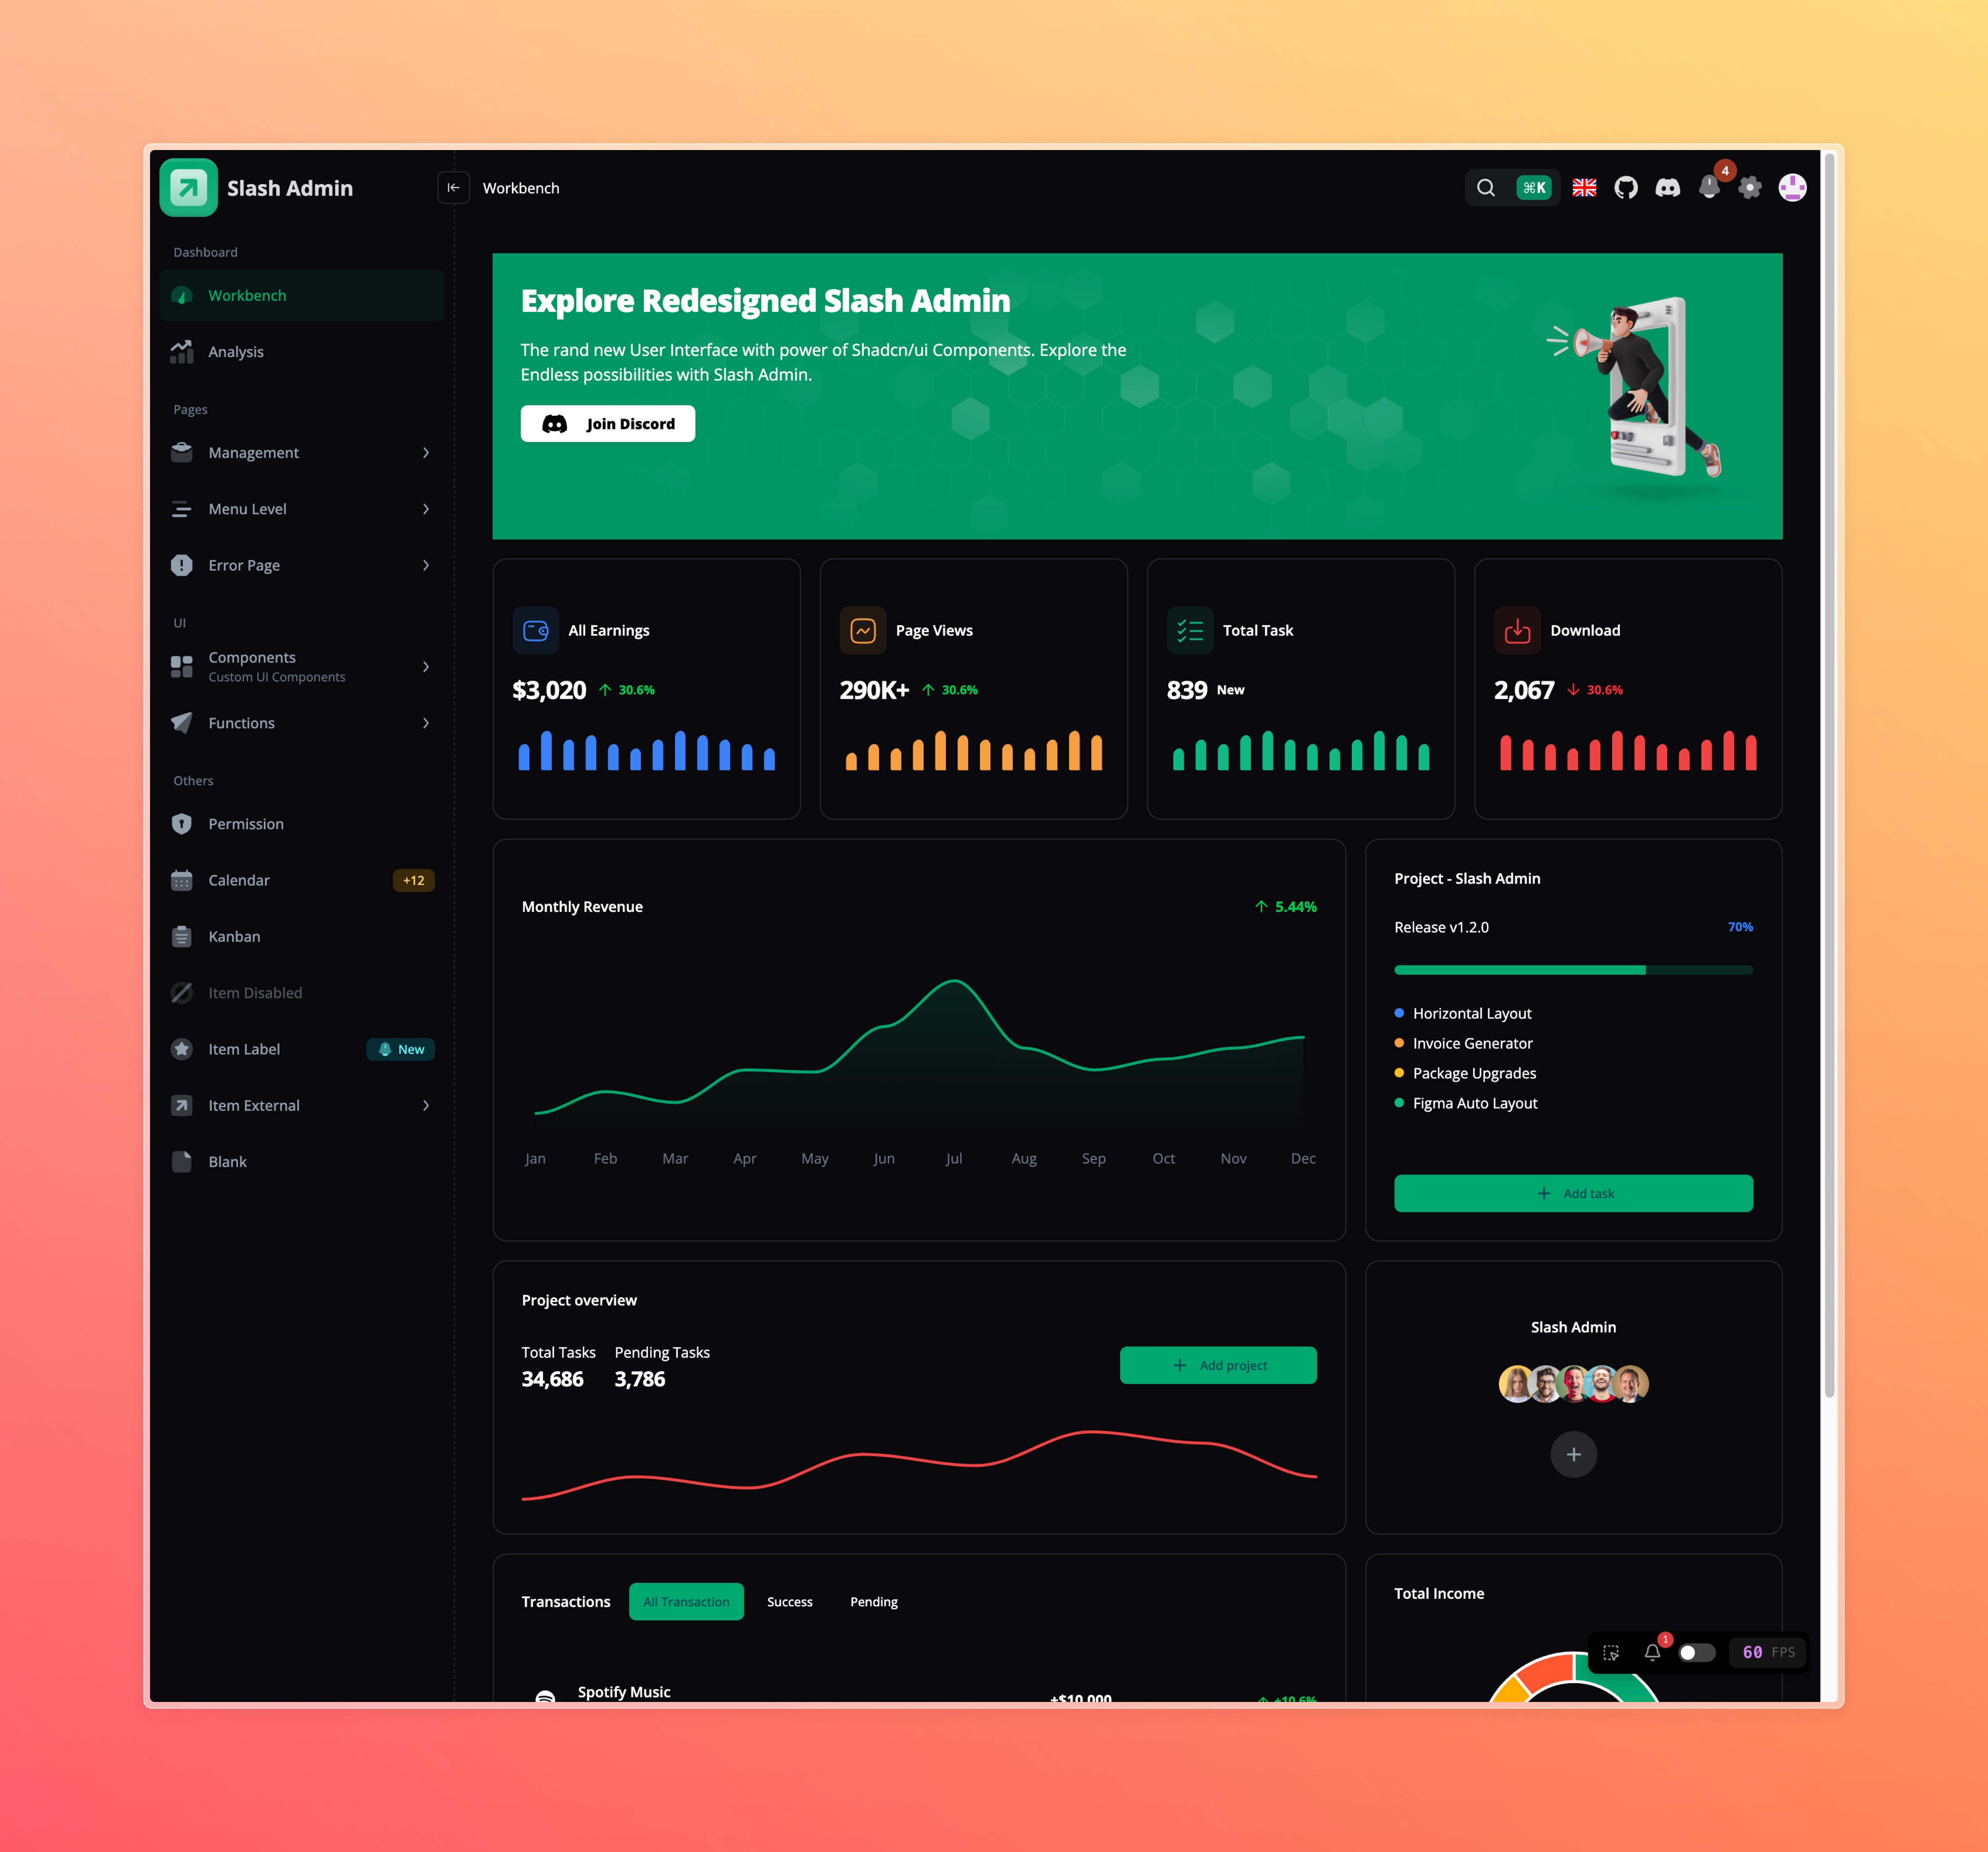 Slash Admin
Workbench
⌘K
4
Dashboard
Workbench
Analysis
Pages
Management
Menu Level
Error Page
UI
Components
Custom UI Components
Functions
Others
Permission
Calendar
+12
Kanban
Item Disabled
Item Label
New
Item External
Blank
Explore Redesigned Slash Admin
The rand new User Interface with power of Shadcn/ui Components. Explore the
Endless possibilities with Slash Admin.
Join Discord
All Earnings
$3,020
30.6%
Page Views
290K+
30.6%
Total Task
839 New
Download
2,067
30.6%
Monthly Revenue
5.44%
Jan Feb Mar Apr May Jun Jul Aug Sep Oct Nov Dec
Project - Slash Admin
Release v1.2.0
70%
Horizontal Layout
Invoice Generator
Package Upgrades
Figma Auto Layout
Add task
Project overview
Total Tasks
34,686
Pending Tasks
3,786
Add project
Slash Admin
Transactions
All Transaction
Success
Pending
Spotify Music
+$10,000
+10.6%
Total Income
1
60 FPS